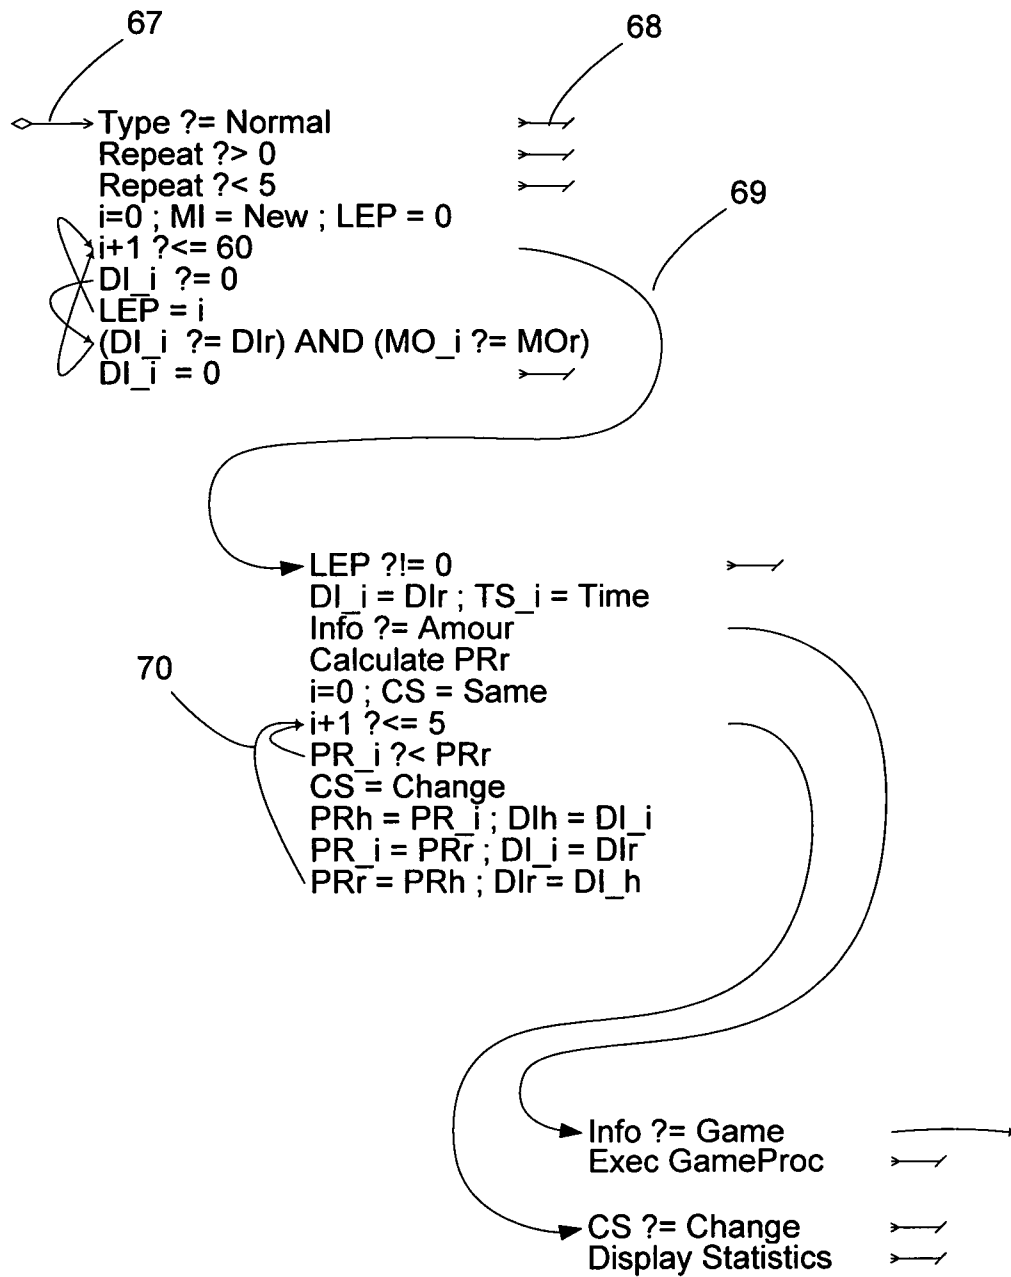 67
68
Type ?= Normal
Repeat ?> 0
Repeat ?< 5
69
i=0 ; MI = New ; LEP = 0
i+1 ?<= 60
DI_i ?= 0
LEP = i
(DI_i ?= DIr) AND (MO_i ?= MOr)
DI_i = 0
LEP ?!= 0
DI_i = DIr ; TS_i = Time
Info ?= Amour
Calculate PRr
70
i=0 ; CS = Same
i+1 ?<= 5
PR_i ?< PRr
CS = Change
PRh = PR_i ; DIh = DI_i
PR_i = PRr ; DI_i = DIr
PRr = PRh ; DIr = DI_h
Info ?= Game
Exec GameProc
CS ?= Change
Display Statistics